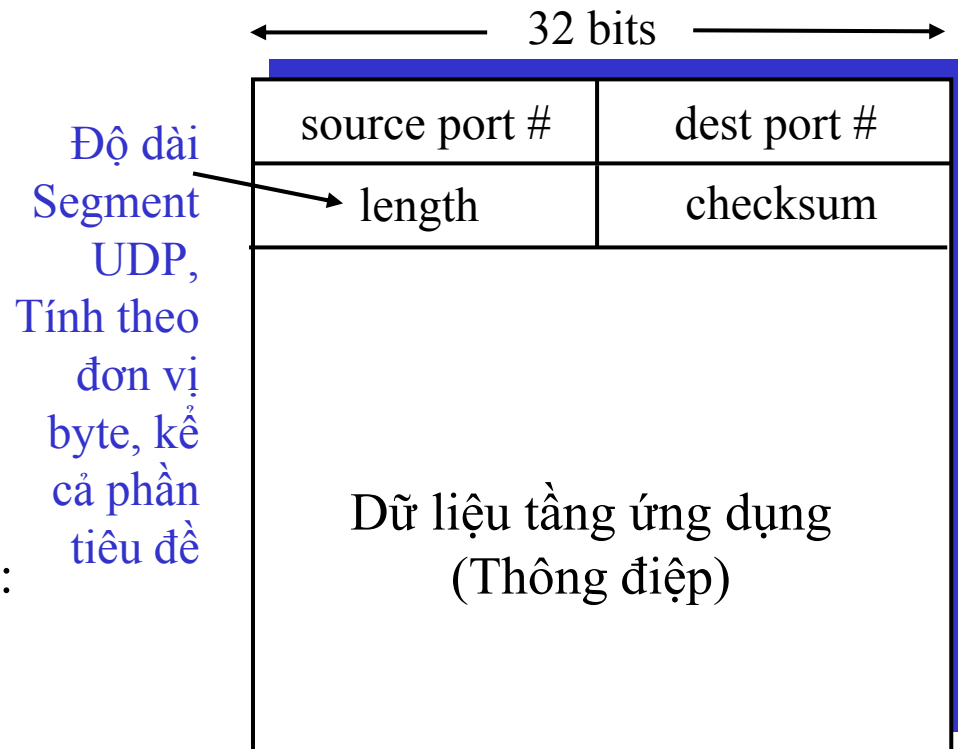 32 bits
source port #
dest port #
length
checksum
Độ dài
Segment
UDP,
Tính theo
đơn vị
byte, kể
cả phần
tiêu đề
:
Dữ liệu tầng ứng dụng
(Thông điệp)